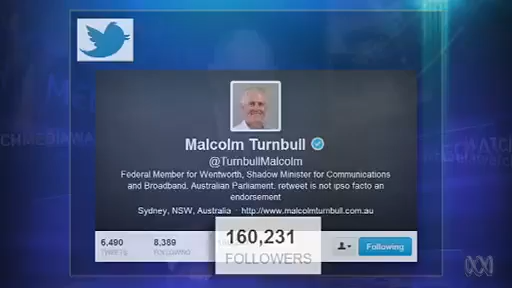 Malcolm Turnbull
@TurnbullMalcolm
Federal Member for Wentworth, Shadow Minister for Communications
and Broadband, Australian Parliament. retweet is not ipso facto an
endorsement
Sydney, NSW, Australia · http://www.malcolmturnbull.com.au
6,490 8,389 160,231 Following
TWEETS FOLLOWING FOLLOWERS